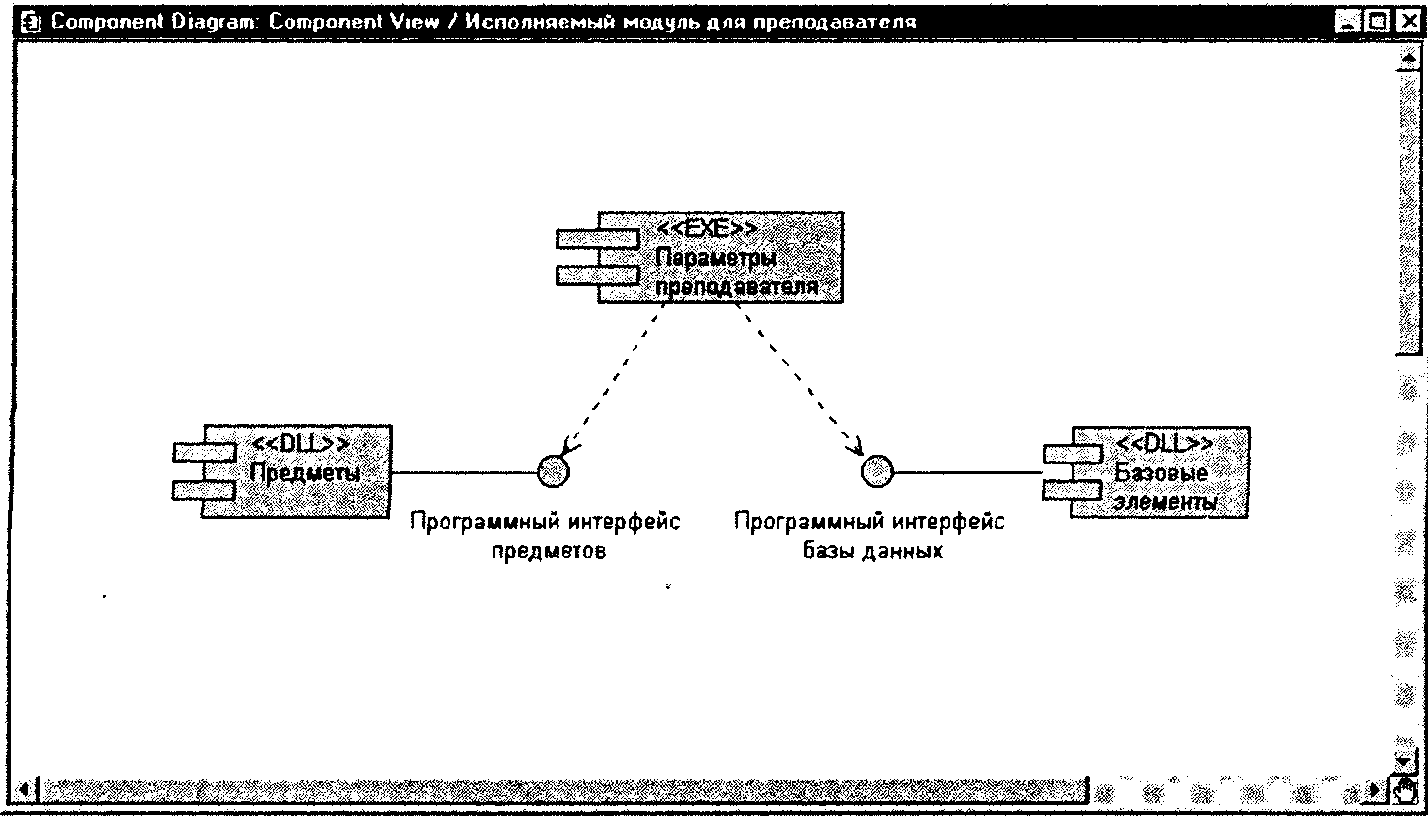 Component Diagram: Component View / Исполняемый модуль для преподавателя
<<EXE>>
Параметры
преподавателя
<<DLL>>
Предметы
Программный интерфейс
предметов
Программный интерфейс
базы данных
<<DLL>>
Базовые
элементы